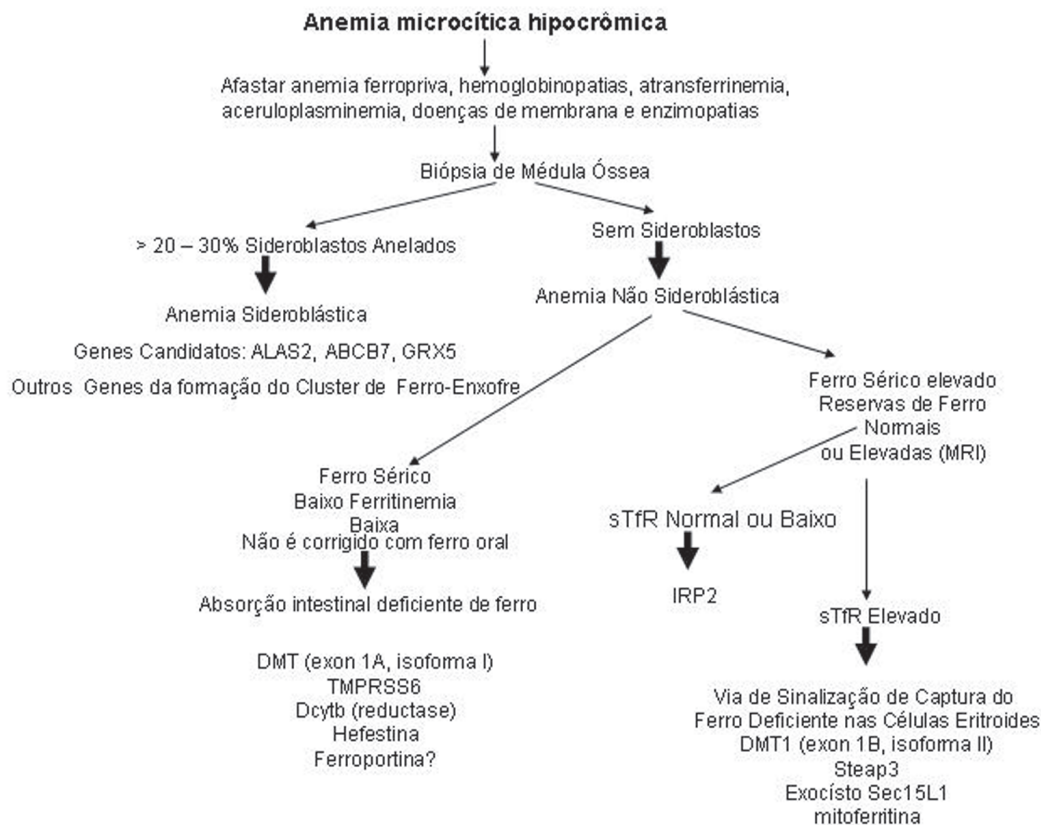 Anemia microcítica hipocrômica
Afastar anemia ferropriva, hemoglobinopatias, atransferrinemia,
aceruloplasminemia, doenças de membrana e enzimopatias
Biópsia de Médula Óssea
> 20 – 30% Sideroblastos Anelados
Anemia Sideroblástica
Genes Candidatos: ALAS2, ABCB7, GRX5
Outros Genes da formação do Cluster de Ferro-Enxofre
Sem Sideroblastos
Anemia Não Sideroblástica
Ferro Sérico
Baixo Ferritinemia
Baixa
Não é corrigido com ferro oral
Absorção intestinal deficiente de ferro
DMT (exon 1A, isoforma I)
TMPRSS6
Dcytb (reductase)
Hefestina
Ferroportina?
Ferro Sérico elevado
Reservas de Ferro
Normais
ou Elevadas (MRI)
sTfR Normal ou Baixo
IRP2
sTfR Elevado
Via de Sinalização de Captura do
Ferro Deficiente nas Células Eritroides
DMT1 (exon 1B, isoforma II)
Steap3
Exocísto Sec15L1
mitoferritina